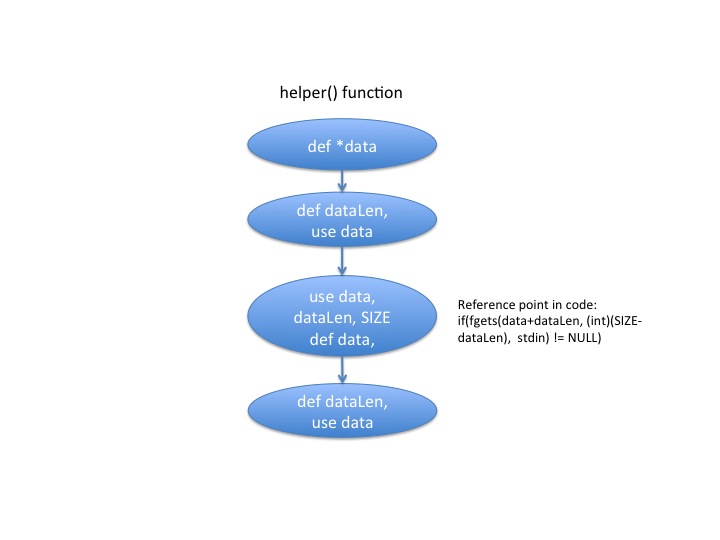 helper() function
def *data
def dataLen,
use data
use data,
dataLen, SIZE
def data,
Reference point in code:
if(fgets(data+dataLen, (int)(SIZE-
dataLen),  stdin) != NULL)
def dataLen,
use data